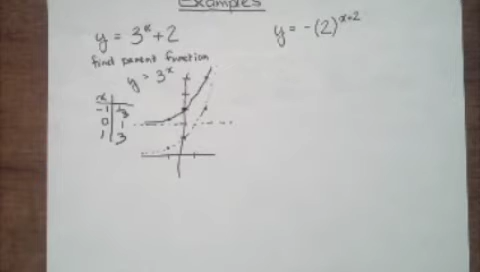 Examples
y = 3^x + 2
y = -(2)^(x+2)
find parent function
y = 3^x
x
-1 1/3
0 1
1 3